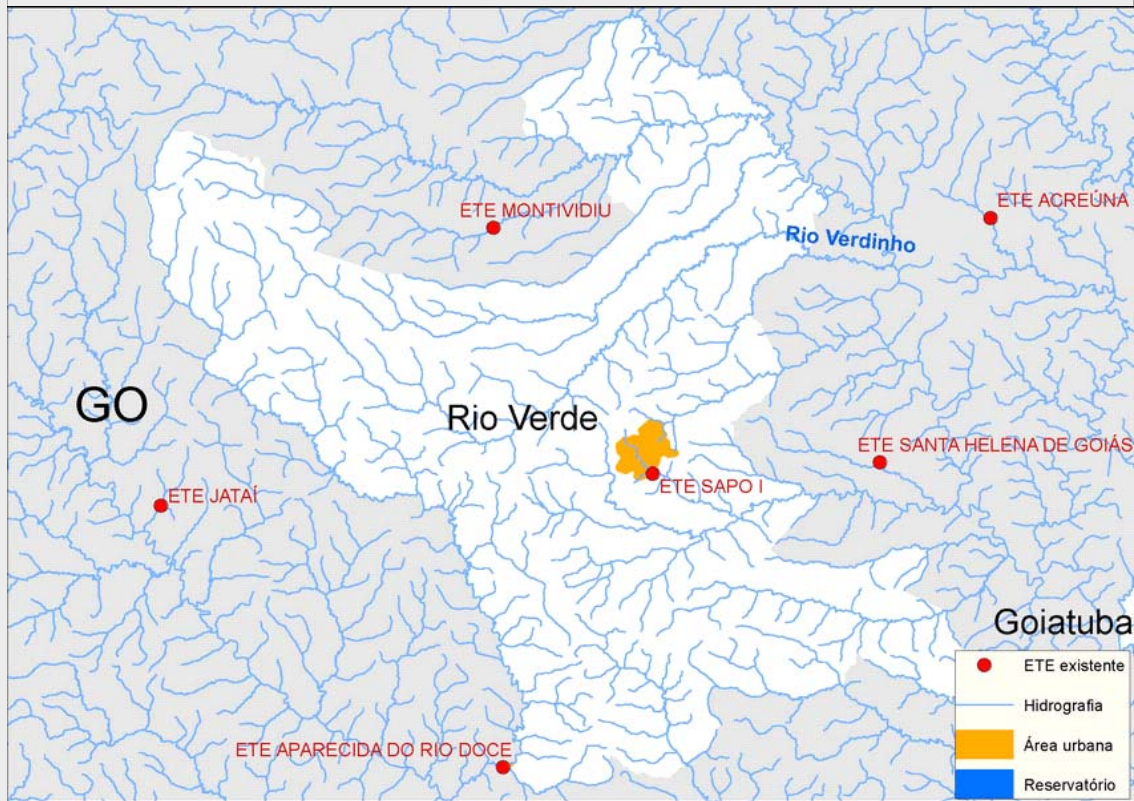 ETE ACREÚNA
ETE MONTIVIDIU
Rio Verdinho
GO
Rio Verde
ETE SANTA HELENA DE GOIÁS
ETE JATAÍ
ETE SAPO I
Goiatuba
ETE APARECIDA DO RIO DOCE
ETE existente
Hidrografia
Área urbana
Reservatório